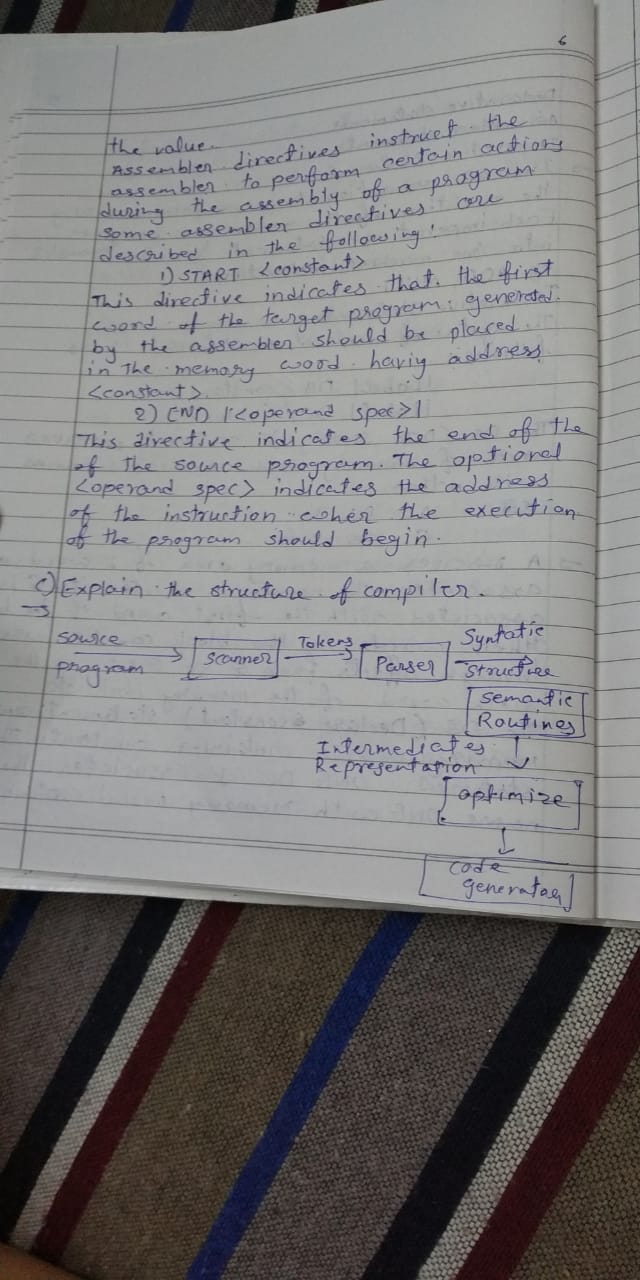 6
the value.
Assembler directives instruct the
assembler to perform certain actions
during the assembly of a program
some assembler directives are
described in the following:
1) START <constant>
This directive indicates that the first
word of the target program generated
by the assembler should be placed
in The memory word haviy address
<constant>.
2) END |<operand spec>|
This directive indicates the end of the
of The source program. The optional
<operand spec> indicates the address
of the instruction wher the execution
of the program should begin.
c) Explain the structure of compiler.
→
source
program
scanner
Tokens
Parser
Syntatic
structure
semantic
Routines
Intermediates
Representation
optimize
code
generator